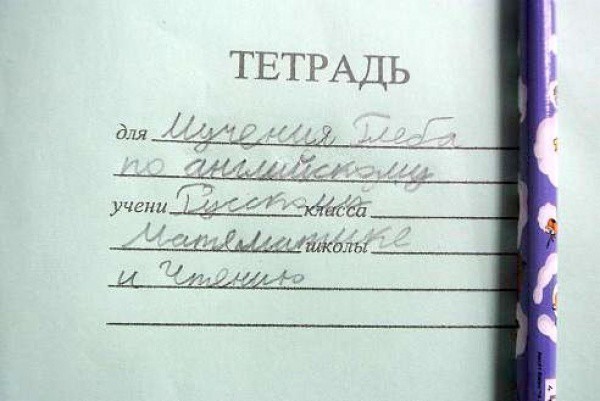 ТЕТРАДЬ
для Мучения Глеба
по английскому
учени Русскому класса
Математике школы
и Чтению